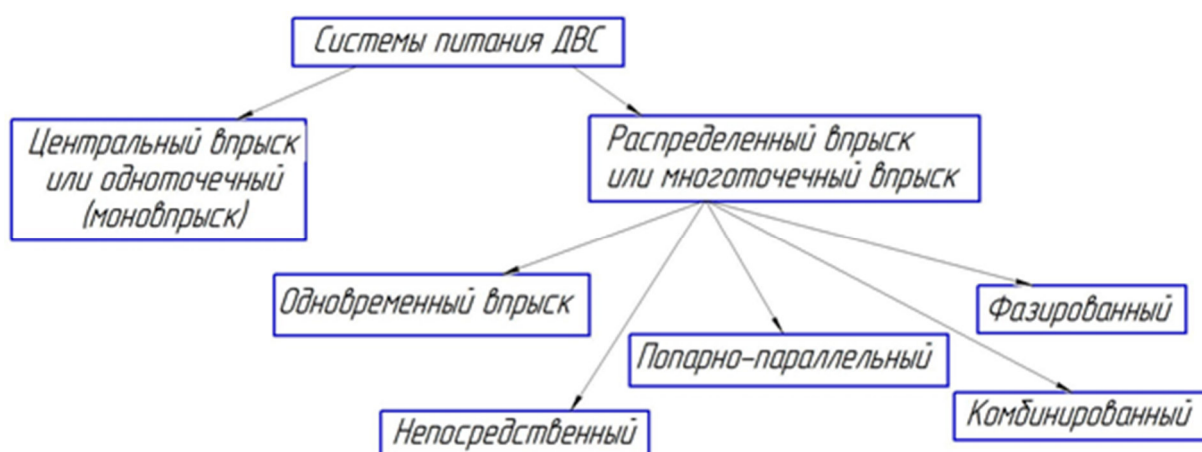 Системы питания ДВС
Центральный впрыск
или одноточечный
(моновпрыск)
Распределенный впрыск
или многоточечный впрыск
Одновременный впрыск
Фазированный
Попарно-параллельный
Комбинированный
Непосредственный